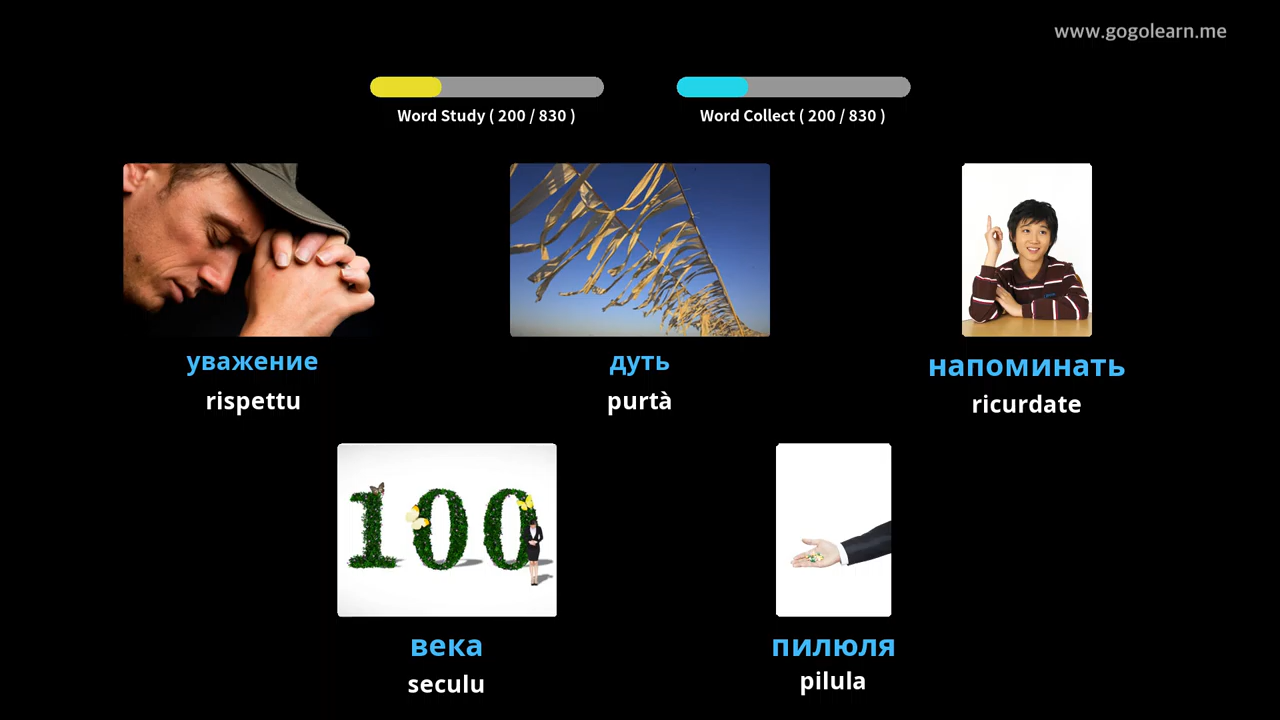 www.gogolearn.me
Word Study ( 200 / 830 )
Word Collect ( 200 / 830 )
уважение
rispettu
дуть
purtà
напоминать
ricurdate
100
века
seculu
пилюля
pilula